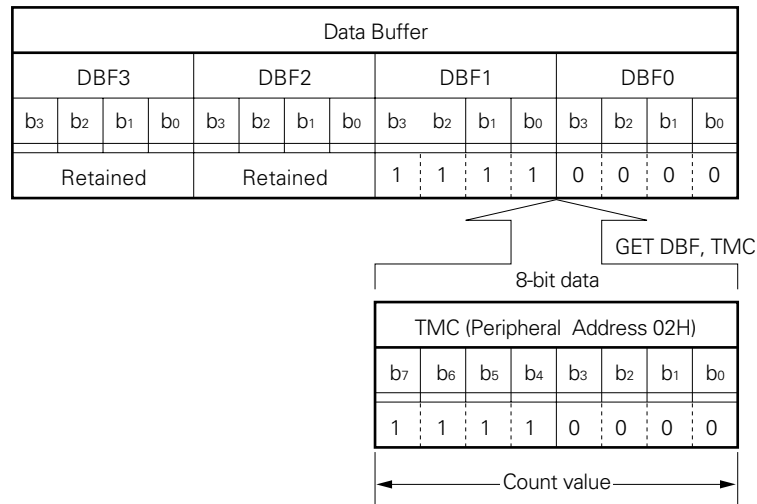 Data Buffer
DBF3 DBF2 DBF1 DBF0
b3 b2 b1 b0 b3 b2 b1 b0 b3 b2 b1 b0 b3 b2 b1 b0
Retained Retained 1 1 1 1 0 0 0 0
GET DBF, TMC
8-bit data
TMC (Peripheral Address 02H)
b7 b6 b5 b4 b3 b2 b1 b0
1 1 1 1 0 0 0 0
Count value